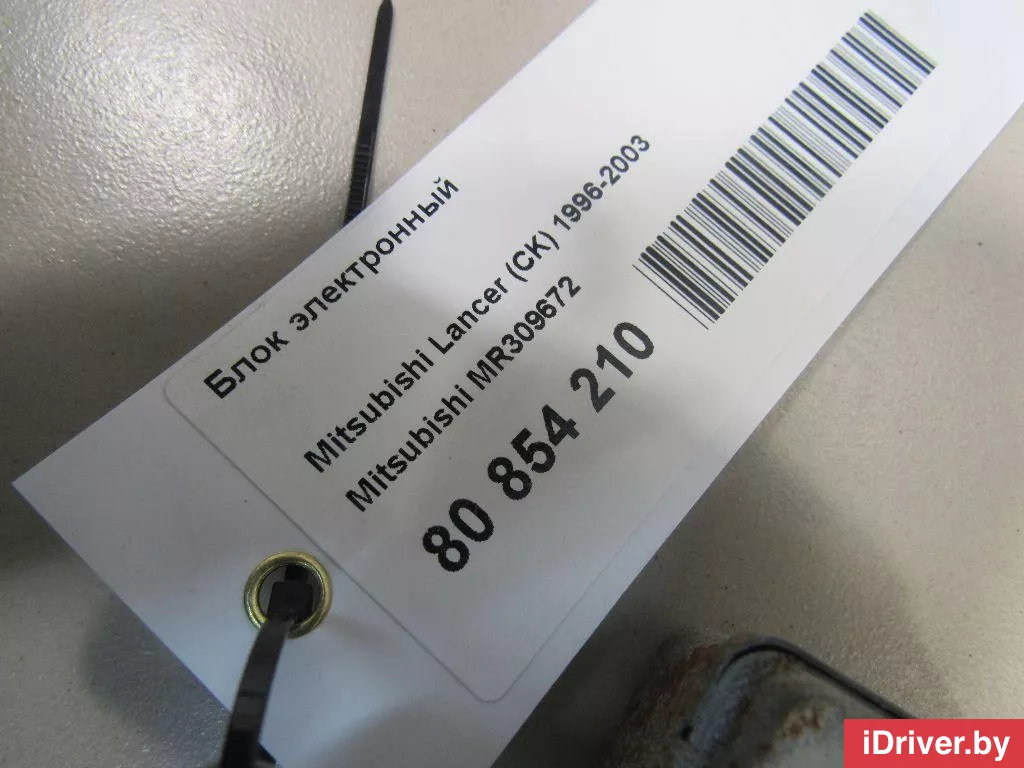 Блок электронный
Mitsubishi Lancer (CK) 1996-2003
Mitsubishi MR309672
80 854 210
iDriver.by